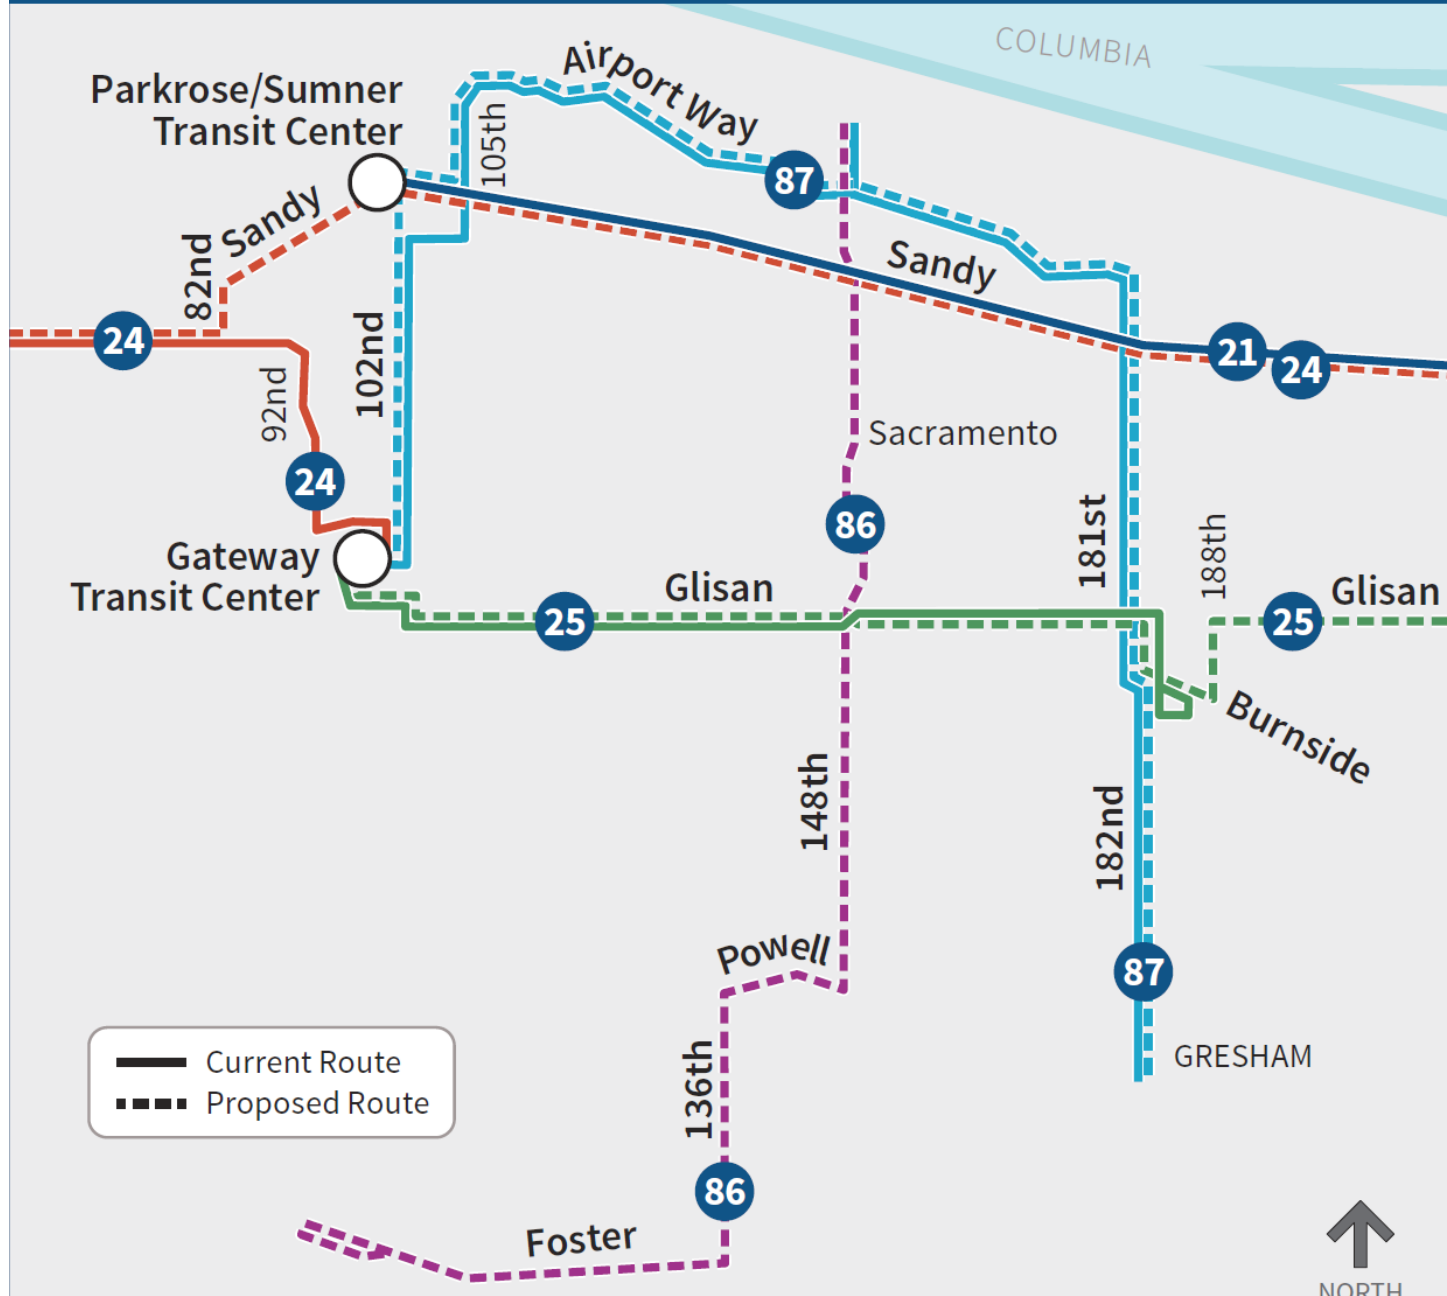 COLUMBIA
Airport Way
Parkrose/Sumner
Transit Center
105th
87
Sandy
82nd
Sandy
24
102nd
21
24
92nd
Sacramento
24
86
181st
188th
Gateway
Transit Center
Glisan
Glisan
25
25
Burnside
148th
182nd
Powell
87
136th
GRESHAM
Current Route
Proposed Route
86
Foster
NORTH